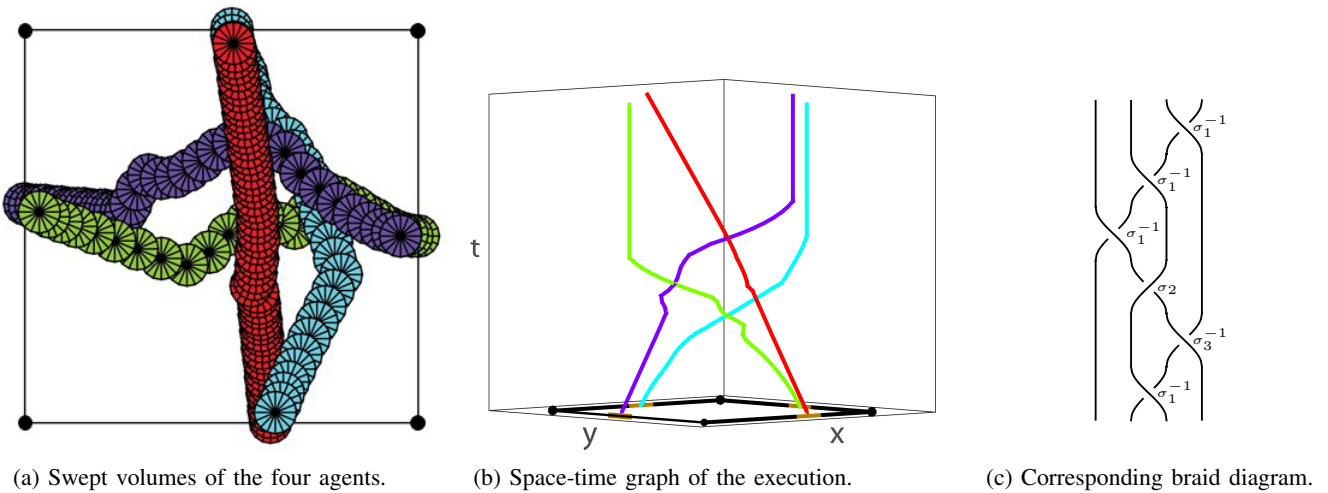 t
y
x
σ₁⁻¹
σ₁⁻¹
σ₁⁻¹
σ₂
σ₃⁻¹
σ₁⁻¹
(a) Swept volumes of the four agents.
(b) Space-time graph of the execution.
(c) Corresponding braid diagram.